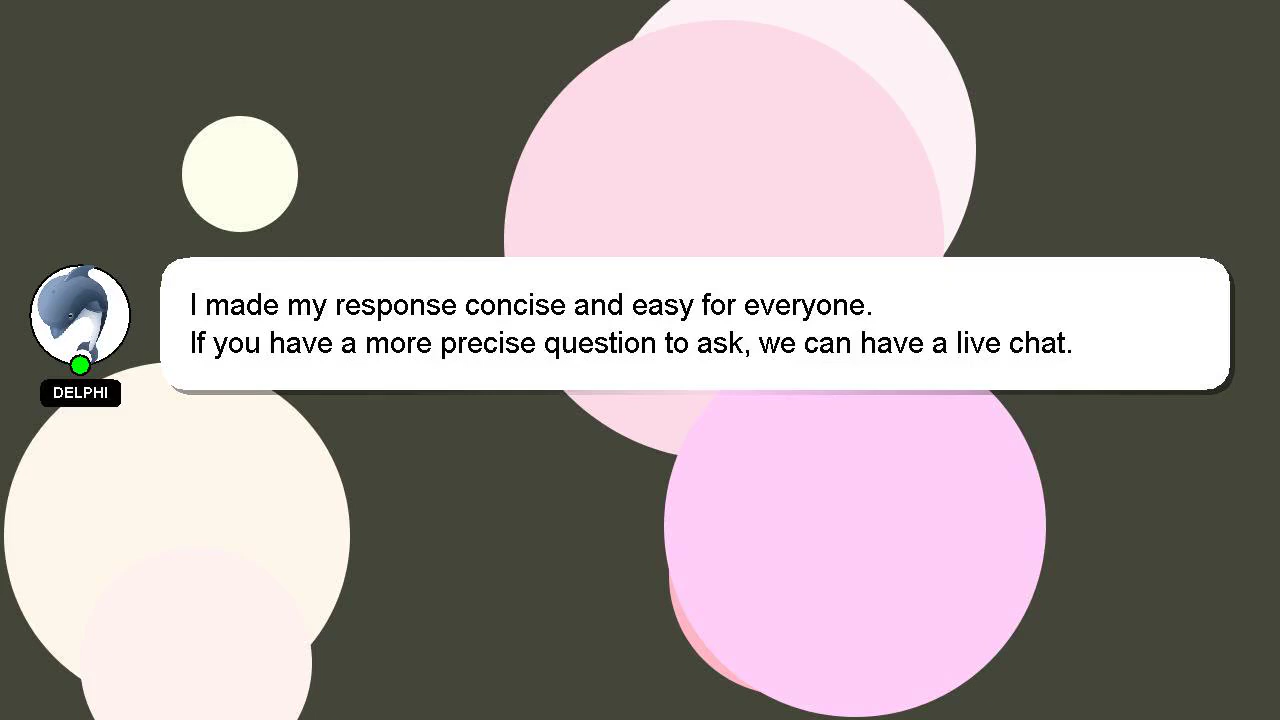 I made my response concise and easy for everyone.
If you have a more precise question to ask, we can have a live chat.
DELPHI